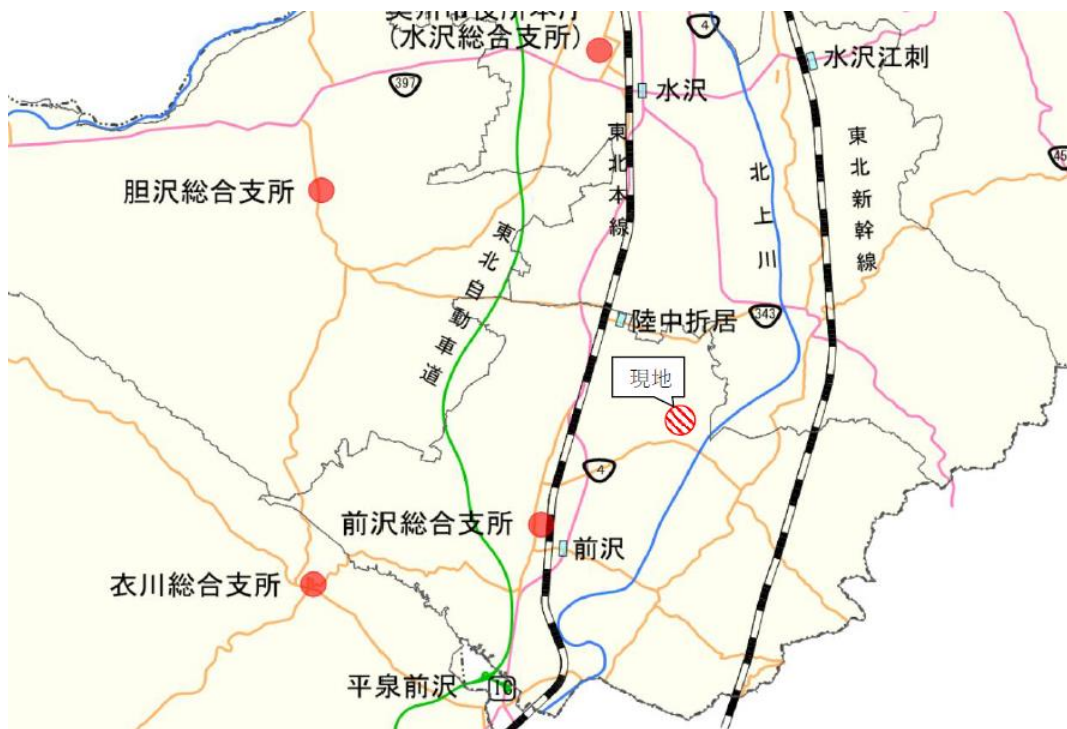 (水沢総合支所)
4
水沢江刺
397
水沢
東北本線
東北新幹線
北上川
45
胆沢総合支所
東北自動車道
陸中折居
343
現地
4
前沢総合支所
前沢
衣川総合支所
平泉前沢
IC